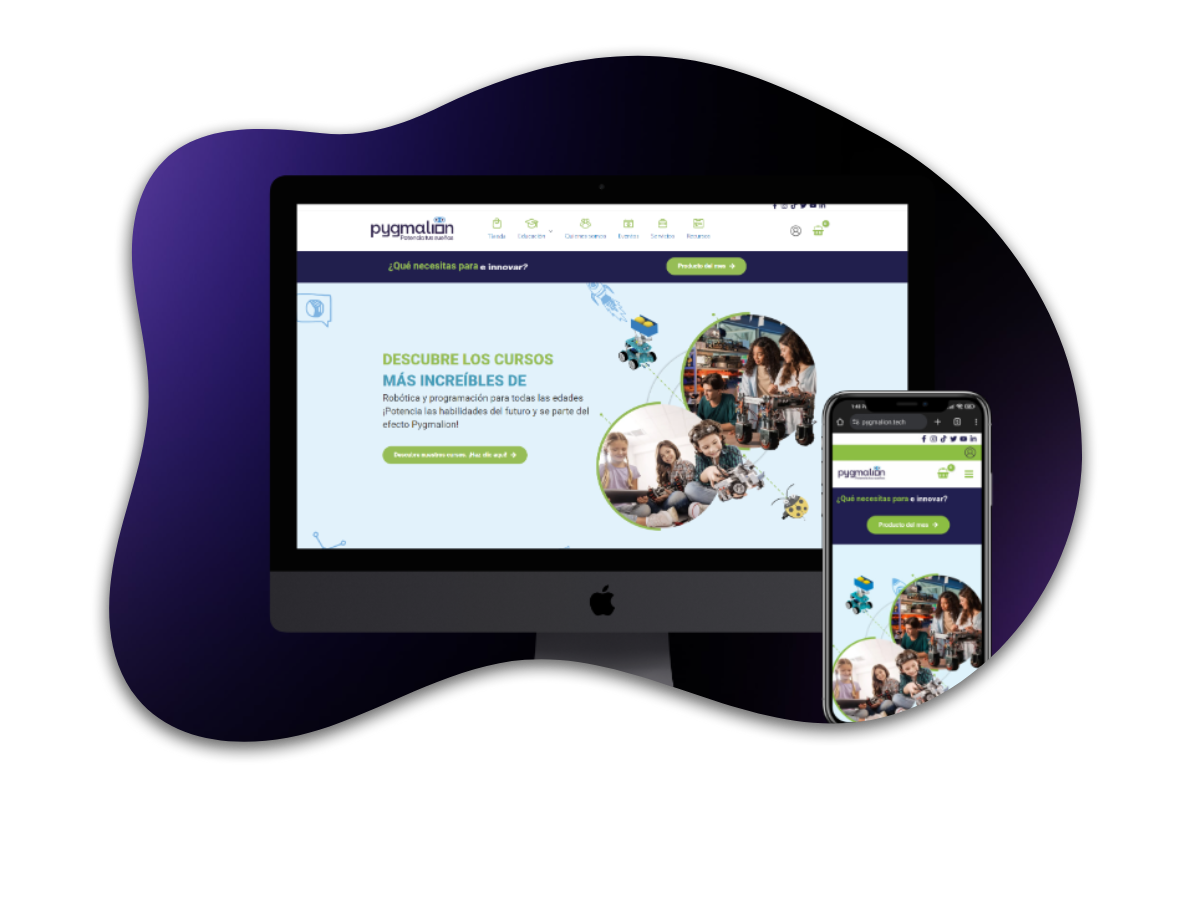 pygmalion
Potencia tus sueños
Tienda
Educación
Quiénes somos
Eventos
Servicios
Recursos
0
¿Qué necesitas para e innovar?
Producto del mes →
DESCUBRE LOS CURSOS
MÁS INCREÍBLES DE
Robótica y programación para todas las edades
¡Potencia las habilidades del futuro y se parte del
efecto Pygmalion!
Descubre nuestros cursos. ¡Haz clic aquí! →
pygmalion.tech
pygmalion
0
¿Qué necesitas para e innovar?
Producto del mes →